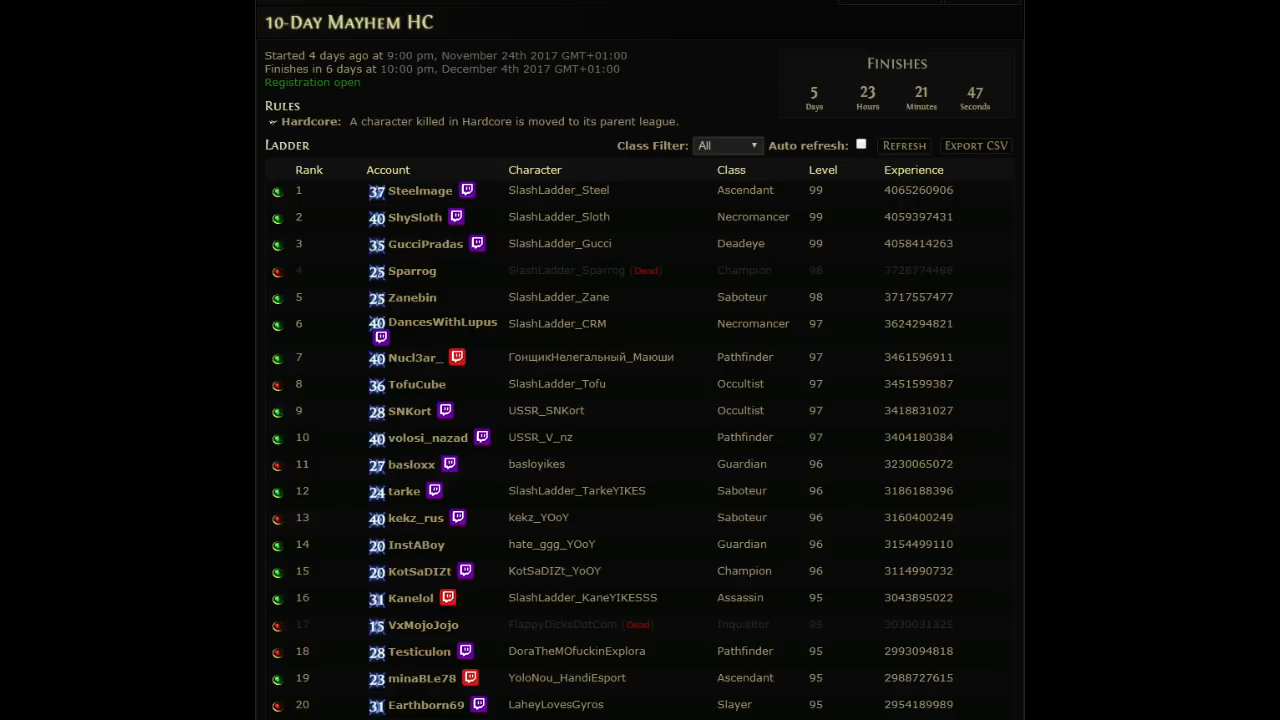 10-Day Mayhem HC
Started 4 days ago at 9:00 pm, November 24th 2017 GMT+01:00
Finishes in 6 days at 10:00 pm, December 4th 2017 GMT+01:00
Registration open
Finishes
5 23 21 47
Days Hours Minutes Seconds
Rules
Hardcore: A character killed in Hardcore is moved to its parent league.
Ladder Class Filter: All Auto refresh: Refresh Export CSV
Rank Account Character Class Level Experience
1 37 Steelmage SlashLadder_Steel Ascendant 99 4065260906
2 40 ShySloth SlashLadder_Sloth Necromancer 99 4059397431
3 35 GucciPradas SlashLadder_Gucci Deadeye 99 4058414263
4 25 Sparrog SlashLadder_Sparrog (Dead) Champion 98 3728774488
5 25 Zanebin SlashLadder_Zane Saboteur 98 3717557477
6 40 DancesWithLupus SlashLadder_CRM Necromancer 97 3624294821
7 40 Nucl3ar_ ГонщикНелегальный_Маюши Pathfinder 97 3461596911
8 36 TofuCube SlashLadder_Tofu Occultist 97 3451599387
9 28 SNKort USSR_SNKort Occultist 97 3418831027
10 40 volosi_nazad USSR_V_nz Pathfinder 97 3404180384
11 27 basloxx basloyikes Guardian 96 3230065072
12 24 tarke SlashLadder_TarkeYIKES Saboteur 96 3186188396
13 40 kekz_rus kekz_YOoY Saboteur 96 3160400249
14 20 InstABoy hate_ggg_YOoY Guardian 96 3154499110
15 20 KotSaDIZt KotSaDIZt_YoOY Champion 96 3114990732
16 31 Kanelol SlashLadder_KaneYIKESSS Assassin 95 3043895022
17 15 VxMojoJojo FlappyDicksDotCom (Dead) Inquisitor 95 3030031325
18 28 Testiculon DoraTheMOfuckinExplora Pathfinder 95 2993094818
19 23 minaBLe78 YoloNou_HandiEsport Ascendant 95 2988727615
20 31 Earthborn69 LaheyLovesGyros Slayer 95 2954189989